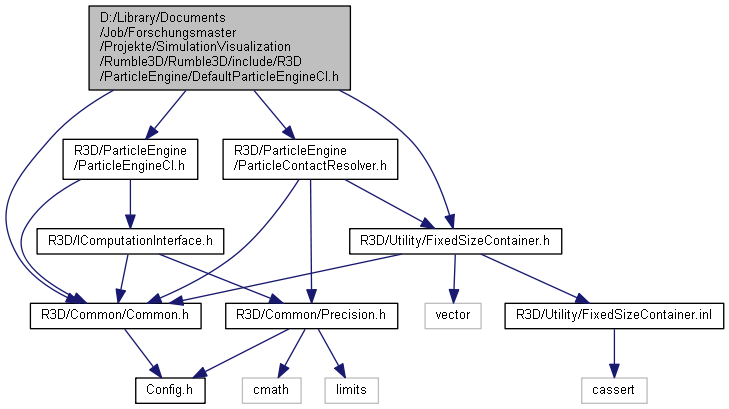 D:/Library/Documents
/Job/Forschungsmaster
/Projekte/SimulationVisualization
/Rumble3D/Rumble3D/include/R3D
/ParticleEngine/DefaultParticleEngineCI.h
R3D/ParticleEngine
/ParticleEngineCI.h
R3D/ParticleEngine
/ParticleContactResolver.h
R3D/IComputationInterface.h
R3D/Utility/FixedSizeContainer.h
R3D/Common/Common.h
R3D/Common/Precision.h
vector
R3D/Utility/FixedSizeContainer.inl
Config.h
cmath
limits
cassert